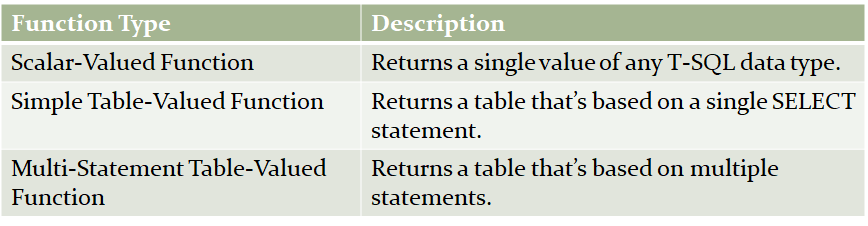 Function Type Description
Scalar-Valued Function Returns a single value of any T-SQL data type.
Simple Table-Valued Function Returns a table that’s based on a single SELECT
statement.
Multi-Statement Table-Valued Returns a table that’s based on multiple
Function statements.